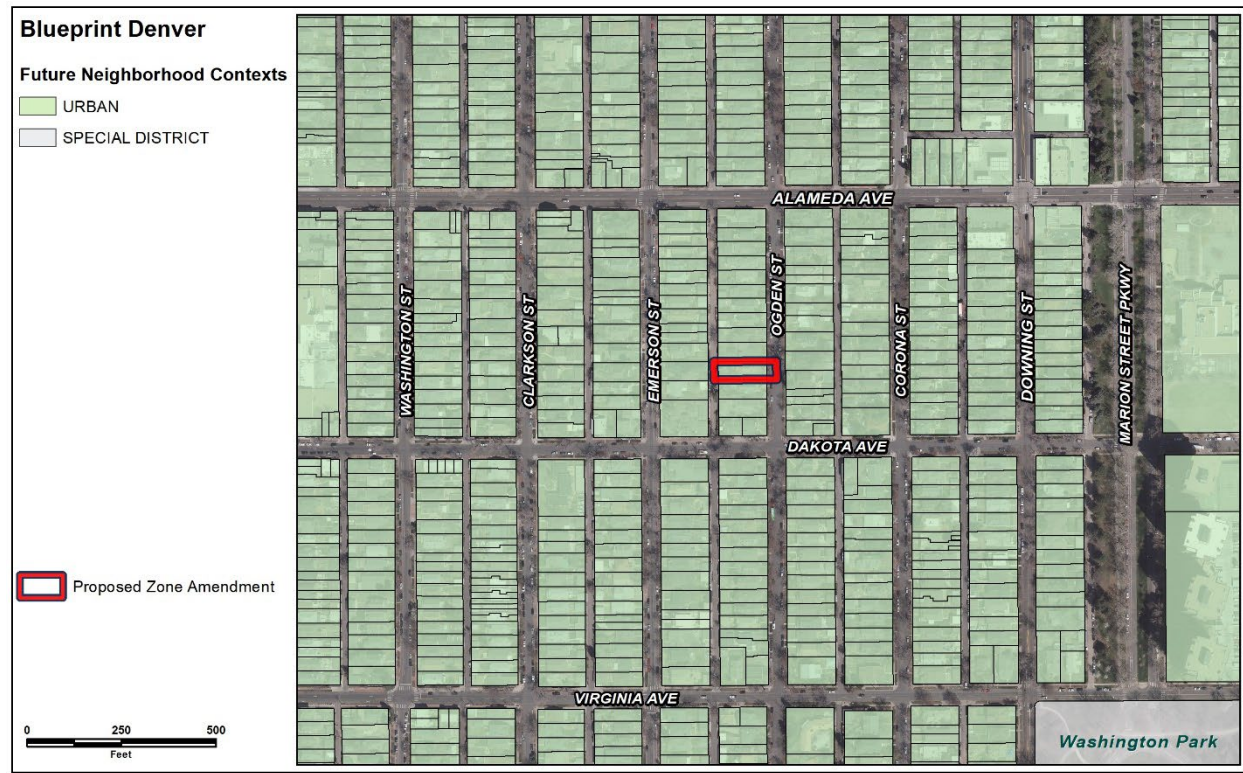 Blueprint Denver
Future Neighborhood Contexts
URBAN
SPECIAL DISTRICT
ALAMEDA AVE
WASHINGTON ST
CLARKSON ST
EMERSON ST
OGDEN ST
CORONA ST
DOWNING ST
MARION STREET PKWY
DAKOTA AVE
Proposed Zone Amendment
VIRGINIA AVE
0 250 500
Feet
Washington Park